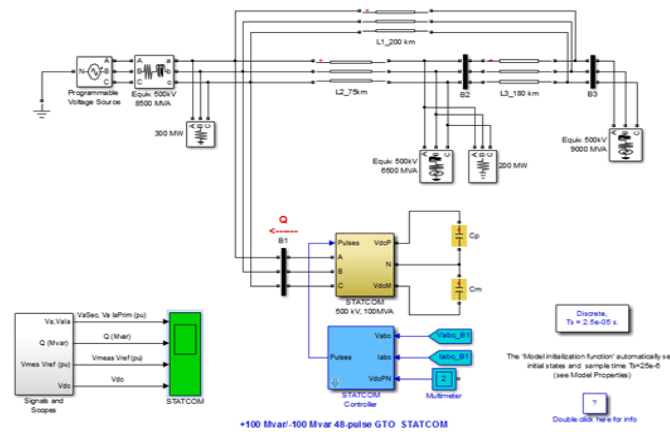 L1_200 km
N
A
B
C
A
B
C
a
b
c
Programmable
Voltage Source
Equiv. 500kV
8500 MVA
L2_75km
B2
L3_180 km
B3
A B C
300 MW
A B C
Equiv. 500kV
6500 MVA
A B C
200 MW
A B C
Equiv. 500kV
9000 MVA
Q
<------
B1
Pulses
A
B
C
VdcP
N
VdcM
Cp
Cm
STATCOM
500 kV, 100MVA
Va,VaIa
Q (Mvar)
Vmes Vref (pu)
Vdc
VaSec, Va IaPrim (pu)
Q (Mvar)
Vmeas Vref (pu)
Vdc
Signals and
Scopes
STATCOM
Pulses
Vabc
Iabc
VdcPN
Vabc_B1
Iabc_B1
2
Multimeter
STATCOM
Controller
Discrete,
Ts = 2.5e-05 s.
The 'Model initialization function' automatically se
initial states and sample time Ts=25e-6
(see Model Properties)
?
Double click here for info
+100 Mvar/-100 Mvar 48-pulse GTO STATCOM